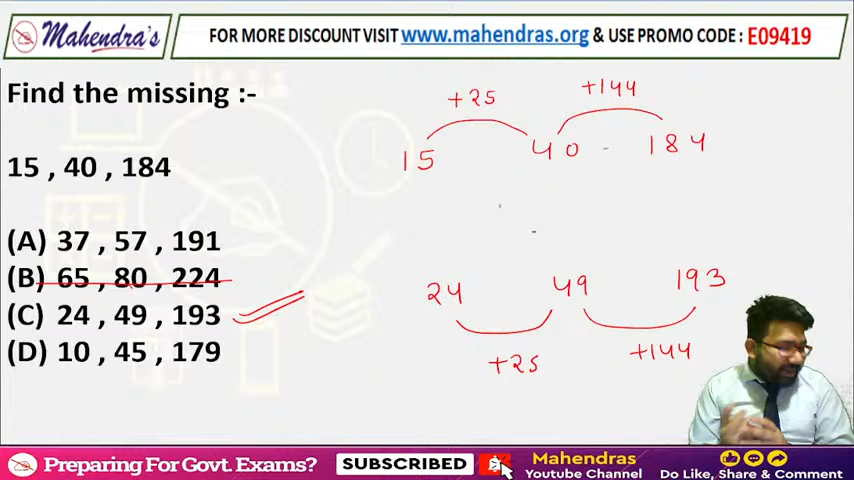 Mahendra's
FOR MORE DISCOUNT VISIT www.mahendras.org & USE PROMO CODE : E09419
Find the missing :-
15 , 40 , 184
(A) 37 , 57 , 191
(B) 65 , 80 , 224
(C) 24 , 49 , 193
(D) 10 , 45 , 179
+25 +144
15 40 184
24 49 193
+25 +144
Preparing For Govt. Exams? SUBSCRIBED Mahendras
Youtube Channel Do Like, Share & Comment